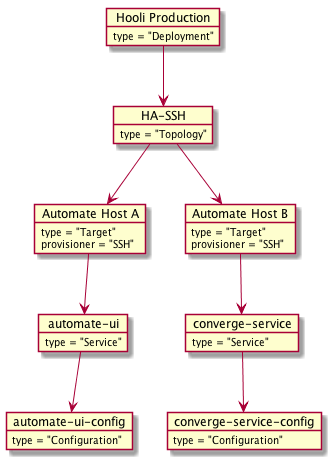 Hooli Production
type = "Deployment"
HA-SSH
type = "Topology"
Automate Host A
type = "Target"
provisioner = "SSH"
Automate Host B
type = "Target"
provisioner = "SSH"
automate-ui
type = "Service"
converge-service
type = "Service"
automate-ui-config
type = "Configuration"
converge-service-config
type = "Configuration"